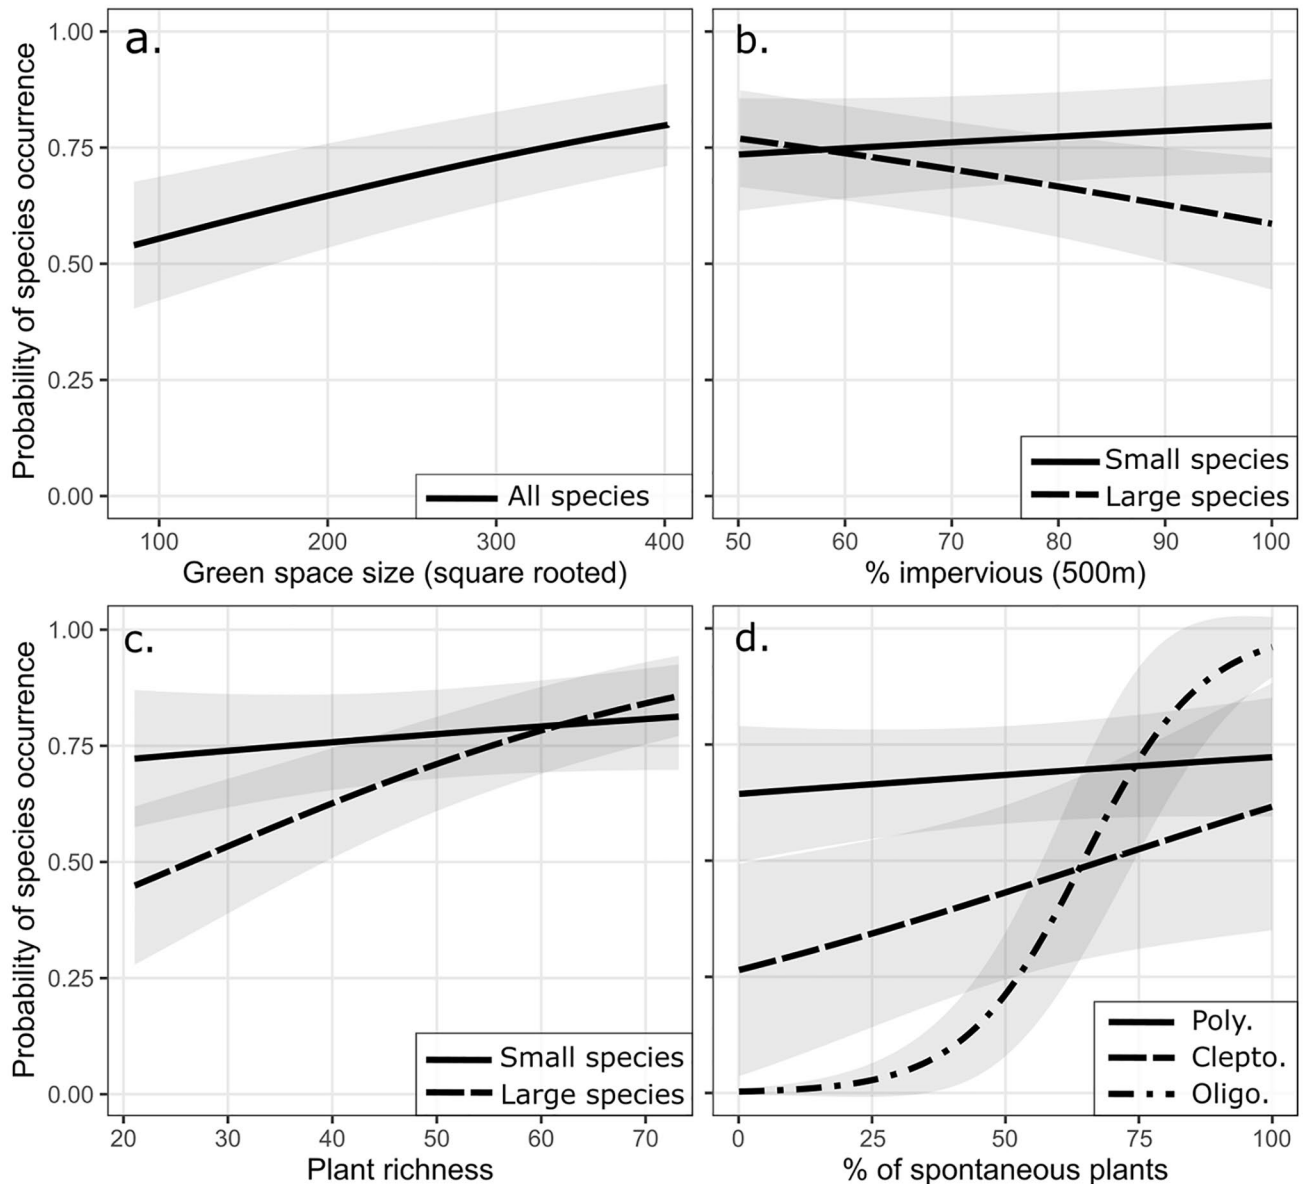 a.
Probability of species occurrence
1.00
0.75
0.50
0.25
0.00
All species
100 200 300 400
Green space size (square rooted)
b.
Small species
Large species
50 60 70 80 90 100
% impervious (500m)
c.
Probability of species occurrence
1.00
0.75
0.50
0.25
0.00
Small species
Large species
20 30 40 50 60 70
Plant richness
d.
Poly.
Clepto.
Oligo.
0 25 50 75 100
% of spontaneous plants